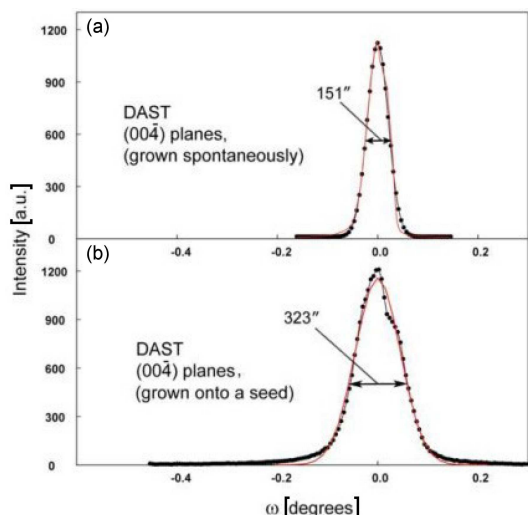 (a)
1200
900
600
300
0
DAST
(004̄) planes,
(grown spontaneously)
151″
-0.4
-0.2
0.0
0.2
Intensity [a.u.]
(b)
1200
900
600
300
0
DAST
(004̄) planes,
(grown onto a seed)
323″
-0.4
-0.2
0.0
0.2
ω [degrees]